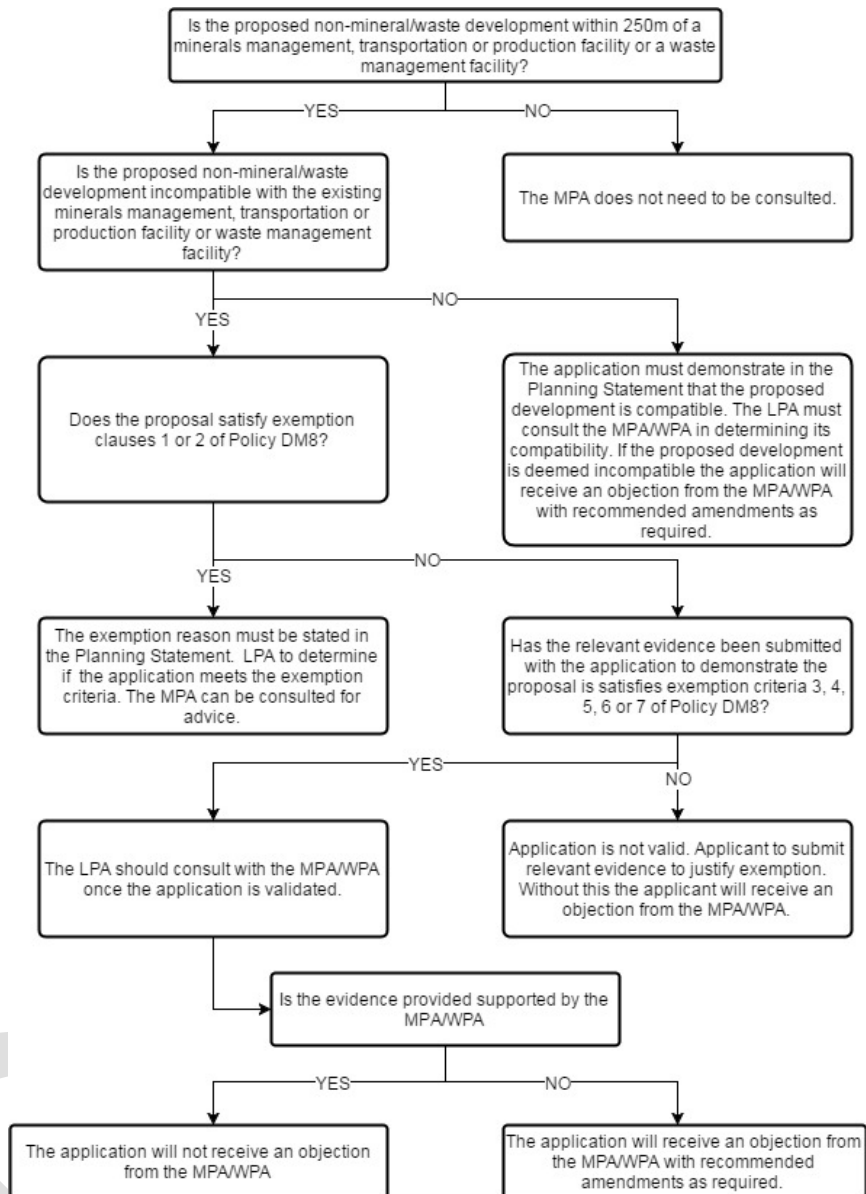 Is the proposed non-mineral/waste development within 250m of a
minerals management, transportation or production facility or a waste
management facility?
YES
NO
Is the proposed non-mineral/waste
development incompatible with the existing
minerals management, transportation or
production facility or waste management
facility?
The MPA does not need to be consulted.
NO
YES
Does the proposal satisfy exemption
clauses 1 or 2 of Policy DM8?
The application must demonstrate in the
Planning Statement that the proposed
development is compatible. The LPA must
consult the MPA/WPA in determining its
compatibility. If the proposed development
is deemed incompatible the application will
receive an objection from the MPA/WPA
with recommended amendments as
required.
NO
YES
The exemption reason must be stated in
the Planning Statement. LPA to determine
if the application meets the exemption
criteria. The MPA can be consulted for
advice.
Has the relevant evidence been submitted
with the application to demonstrate the
proposal is satisfies exemption criteria 3, 4,
5, 6 or 7 of Policy DM8?
YES
NO
The LPA should consult with the MPA/WPA
once the application is validated.
Application is not valid. Applicant to submit
relevant evidence to justify exemption.
Without this the applicant will receive an
objection from the MPA/WPA.
Is the evidence provided supported by the
MPA/WPA
YES
NO
The application will not receive an objection
from the MPA/WPA
The application will receive an objection from
the MPA/WPA with recommended
amendments as required.